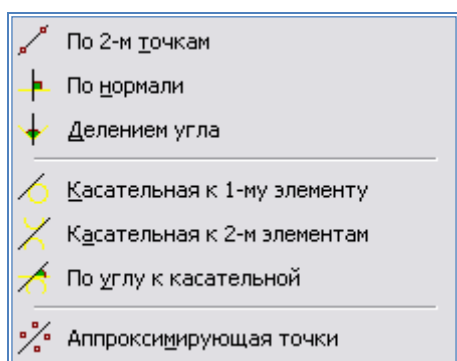 По 2-м точкам
По нормали
Делением угла
Касательная к 1-му элементу
Касательная к 2-м элементам
По углу к касательной
Аппроксимирующая точки